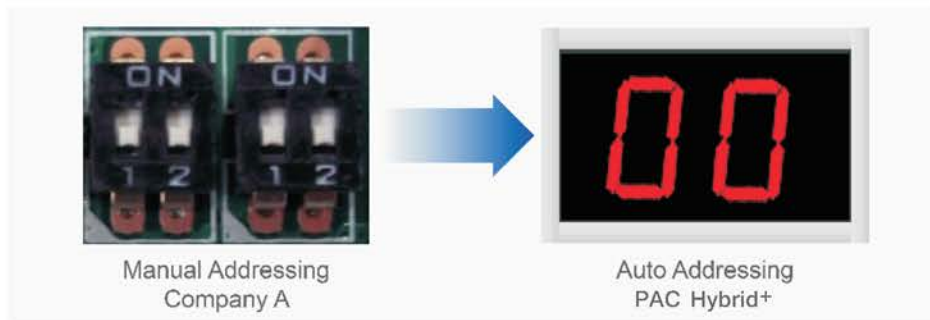 ON
ON
1 2
1 2
00
Manual Addressing
Company A
Auto Addressing
PAC Hybrid+